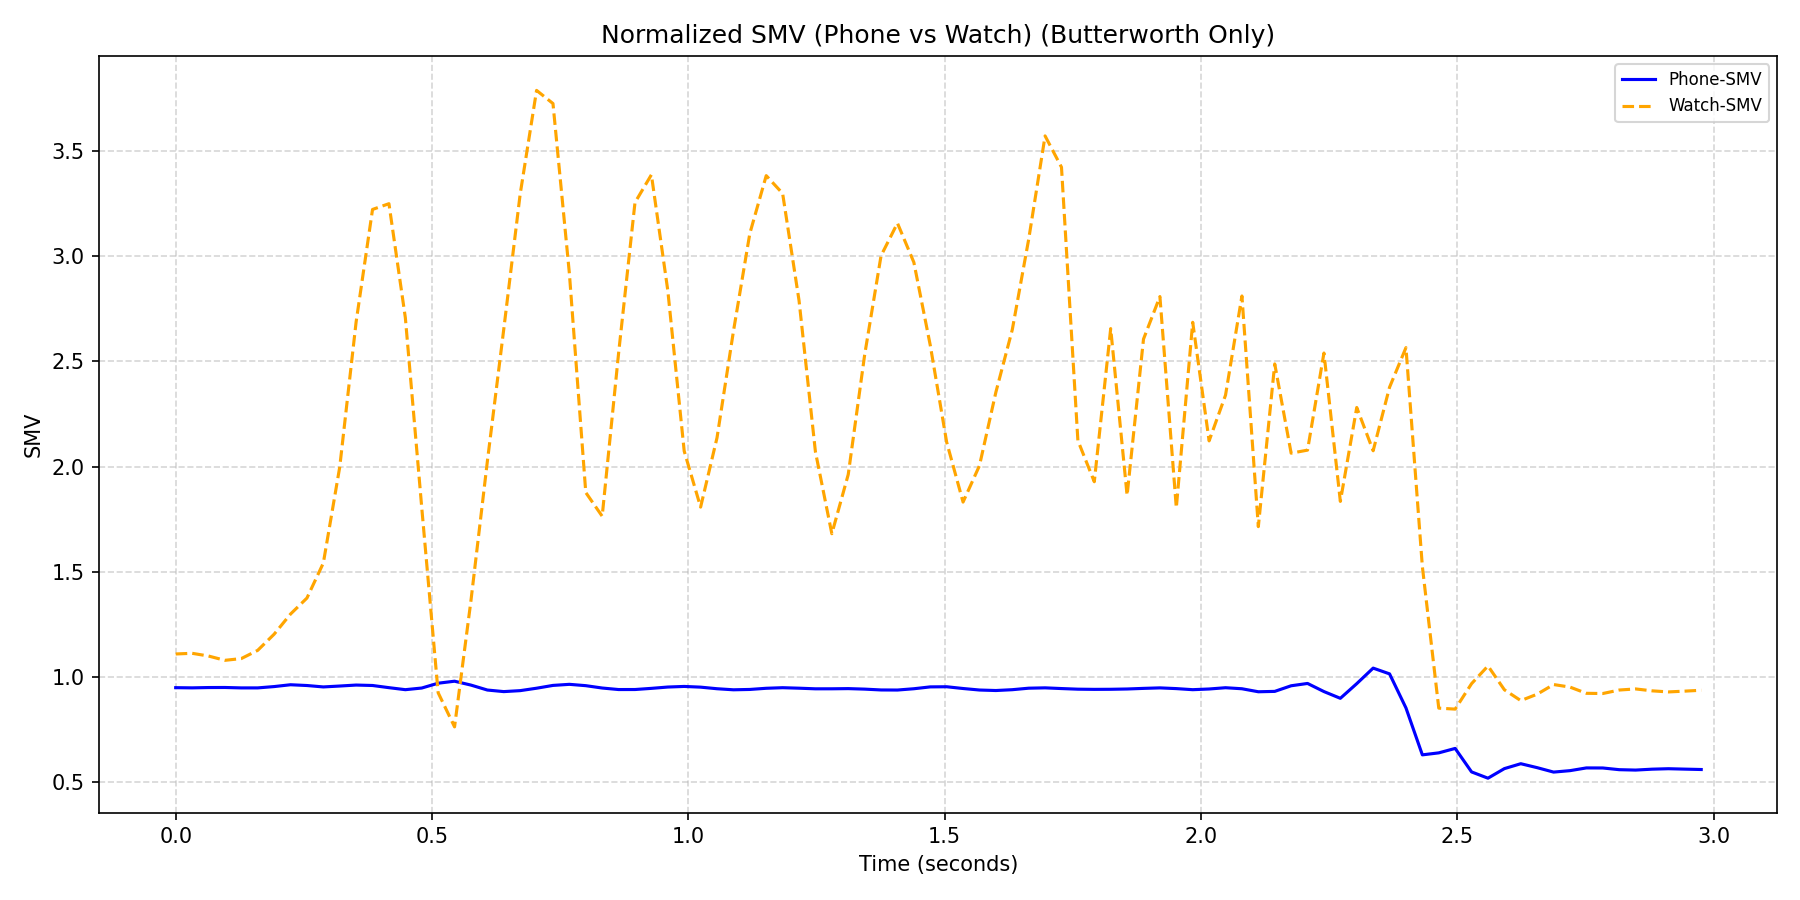 Normalized SMV (Phone vs Watch) (Butterworth Only)
Phone-SMV
Watch-SMV
SMV
3.5
3.0
2.5
2.0
1.5
1.0
0.5
0.0 0.5 1.0 1.5 2.0 2.5 3.0
Time (seconds)